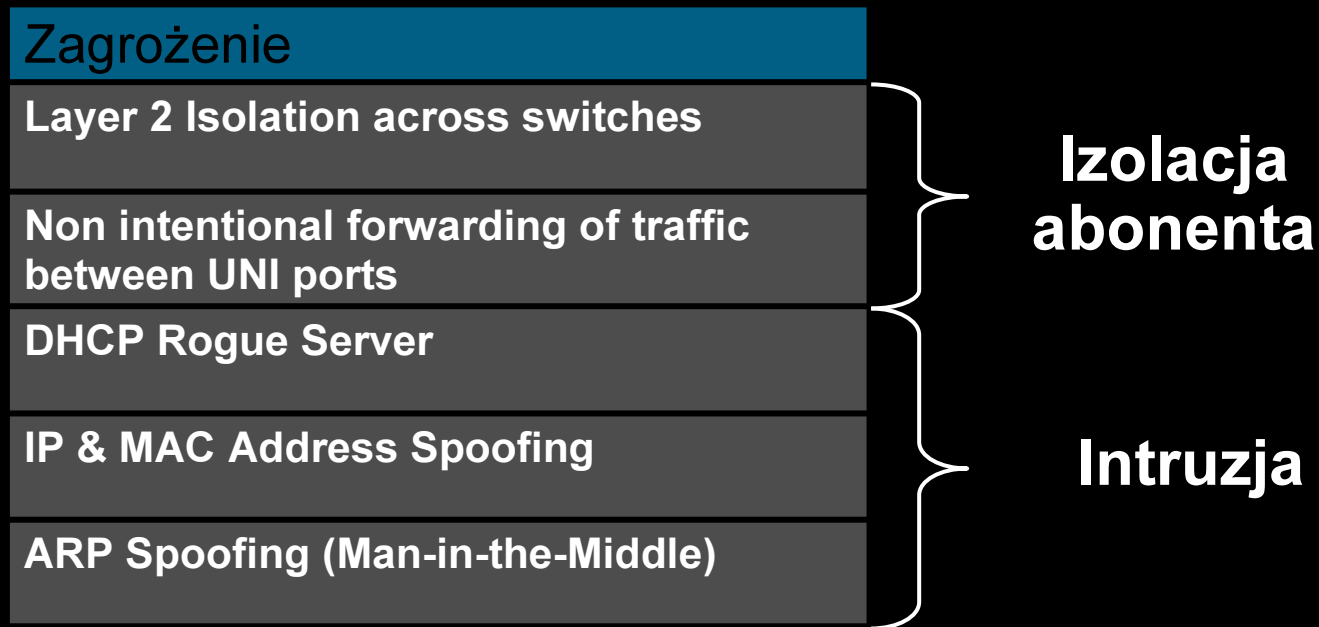 Zagrożenie
Layer 2 Isolation across switches
Non intentional forwarding of traffic
between UNI ports
DHCP Rogue Server
IP & MAC Address Spoofing
ARP Spoofing (Man-in-the-Middle)
Izolacja
abonenta
Intruzja